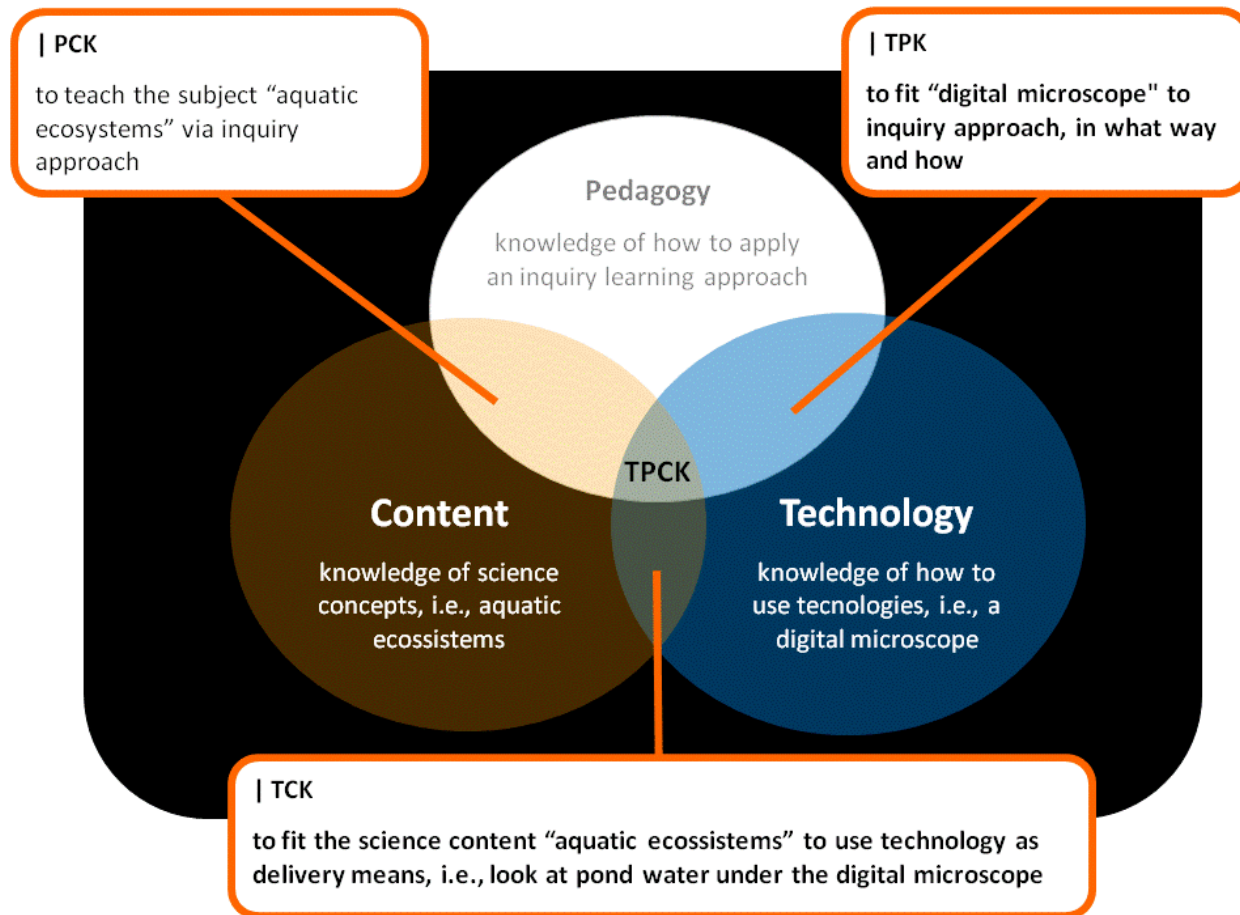 | PCK
to teach the subject “aquatic
ecosystems” via inquiry
approach
| TPK
to fit “digital microscope" to
inquiry approach, in what way
and how
Pedagogy
knowledge of how to apply
an inquiry learning approach
TPCK
Content
knowledge of science
concepts, i.e., aquatic
ecossistems
Technology
knowledge of how to
use tecnologies, i.e., a
digital microscope
| TCK
to fit the science content “aquatic ecossistems” to use technology as
delivery means, i.e., look at pond water under the digital microscope